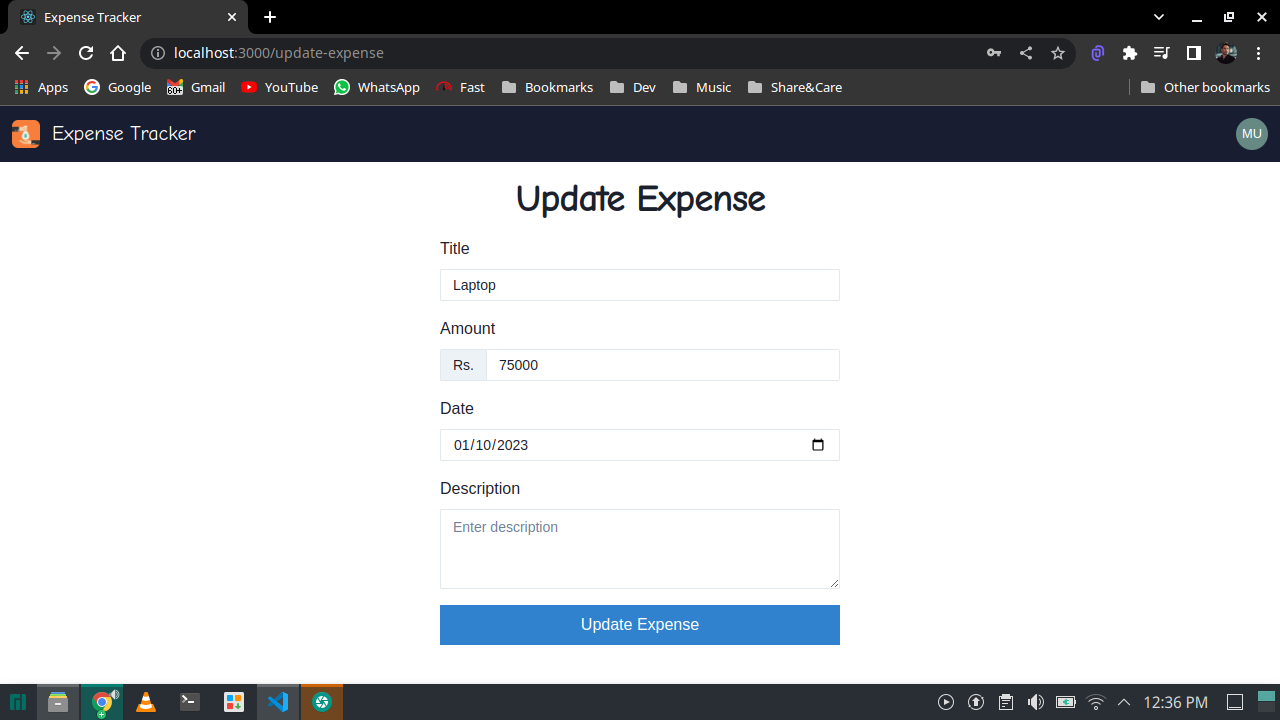 Expense Tracker
localhost:3000/update-expense
Apps Google 60+ Gmail YouTube WhatsApp Fast Bookmarks Dev Music Share&Care Other bookmarks
Expense Tracker MU
Update Expense
Title
Laptop
Amount
Rs. 75000
Date
01/10/2023
Description
Enter description
Update Expense
12:36 PM